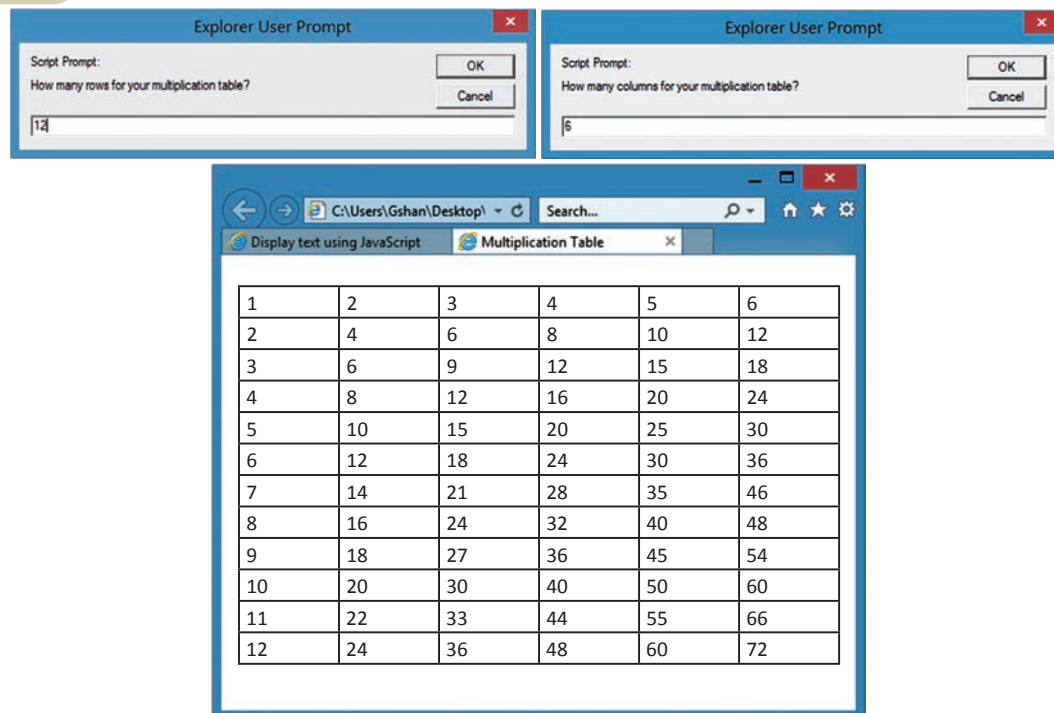 Explorer User Prompt
Script Prompt:
How many rows for your multiplication table?
OK
Cancel
12
Explorer User Prompt
Script Prompt:
How many columns for your multiplication table?
OK
Cancel
6
C:\Users\Gshan\Desktop\ Search...
Display text using JavaScript Multiplication Table
1 2 3 4 5 6
2 4 6 8 10 12
3 6 9 12 15 18
4 8 12 16 20 24
5 10 15 20 25 30
6 12 18 24 30 36
7 14 21 28 35 46
8 16 24 32 40 48
9 18 27 36 45 54
10 20 30 40 50 60
11 22 33 44 55 66
12 24 36 48 60 72